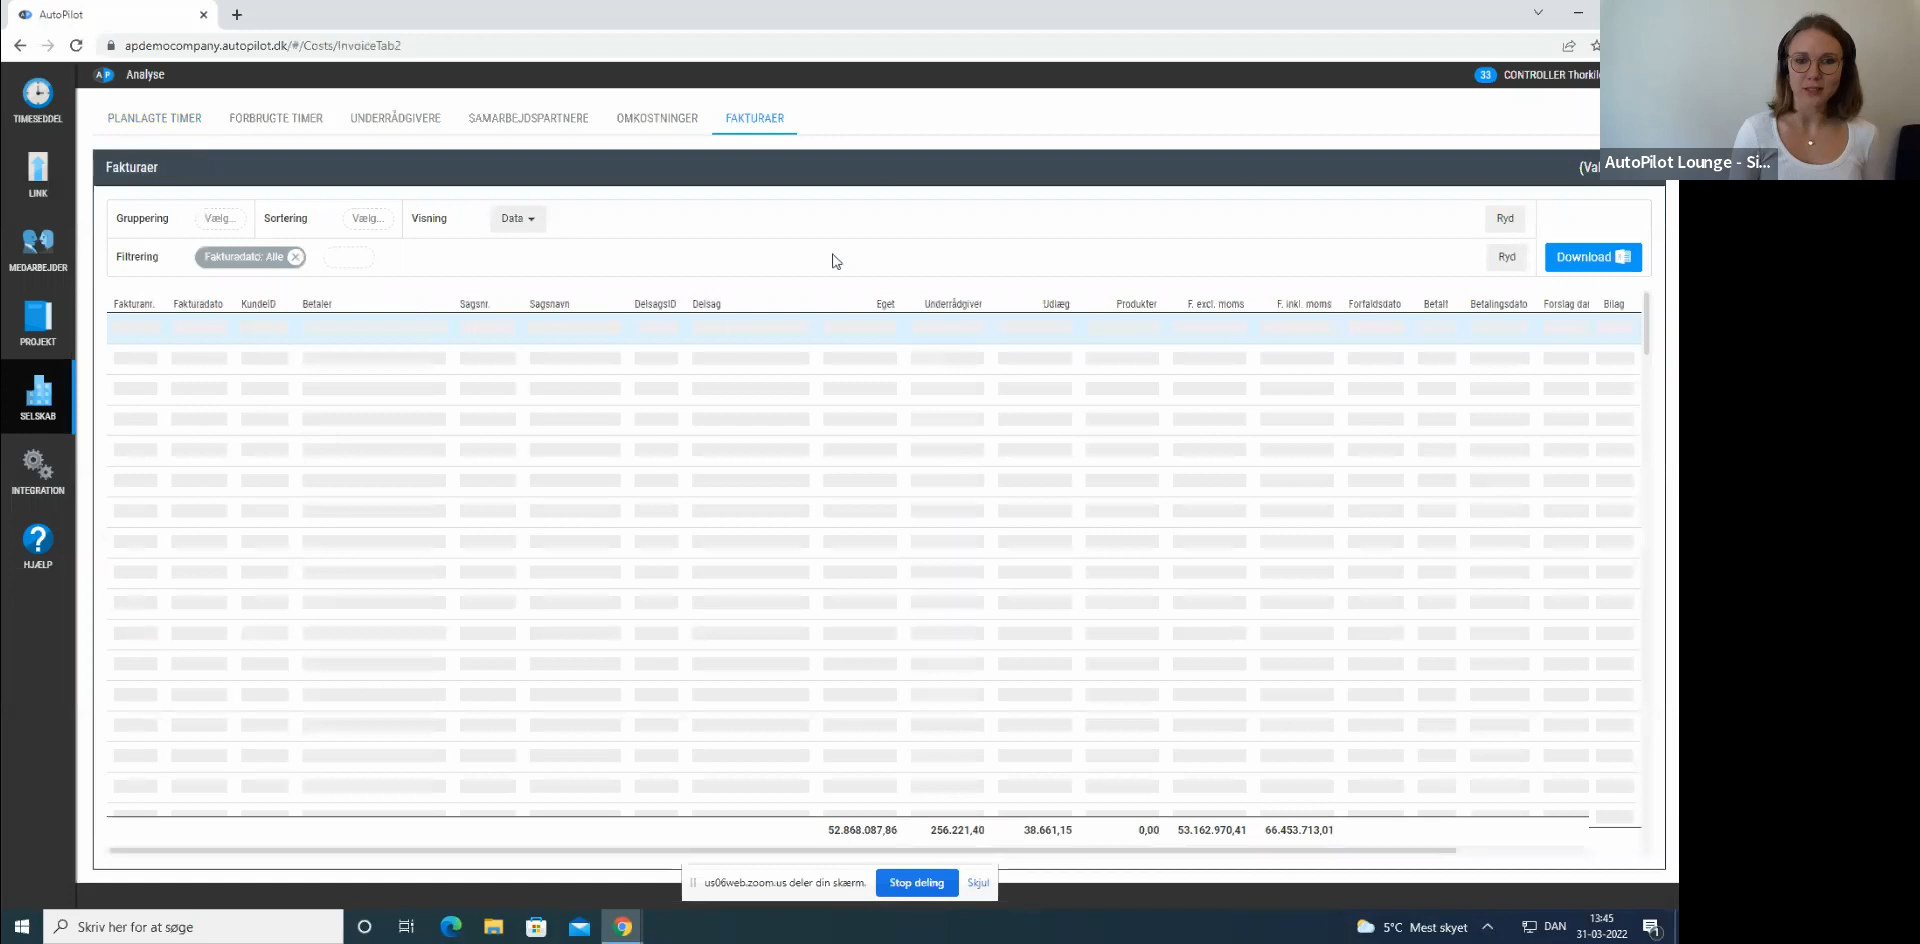 AutoPilot
apdemocompany.autopilot.dk/#/Costs/InvoiceTab2
AP Analyse
33 CONTROLLER Thorkil
AutoPilot Lounge - Si...
TIMESEDDEL
LINK
MEDARBEJDER
PROJEKT
SELSKAB
INTEGRATION
?
HJÆLP
PLANLAGTE TIMER FORBRUGTE TIMER UNDERRÅDGIVERE SAMARBEJDSPARTNERE OMKOSTNINGER FAKTURAER
Fakturaer (Val
Gruppering Vælg... Sortering Vælg... Visning Data Ryd
Filtrering Fakturadato: Alle Ryd Download
Fakturanr. Fakturadato KundeID Betaler Sagsnr. Sagsnavn DelsagsID Delsag Eget Underrådgiver Udlæg Produkter F. excl. moms F. inkl. moms Forfaldsdato Betalt Betalingsdato Forslag dat Bilag
52.868.087,86 256.221,40 38.661,15 0,00 53.162.970,41 66.453.713,01
us06web.zoom.us deler din skærm. Stop deling Skjul
Skriv her for at søge
5°C Mest skyet DAN
13:45
31-03-2022
1